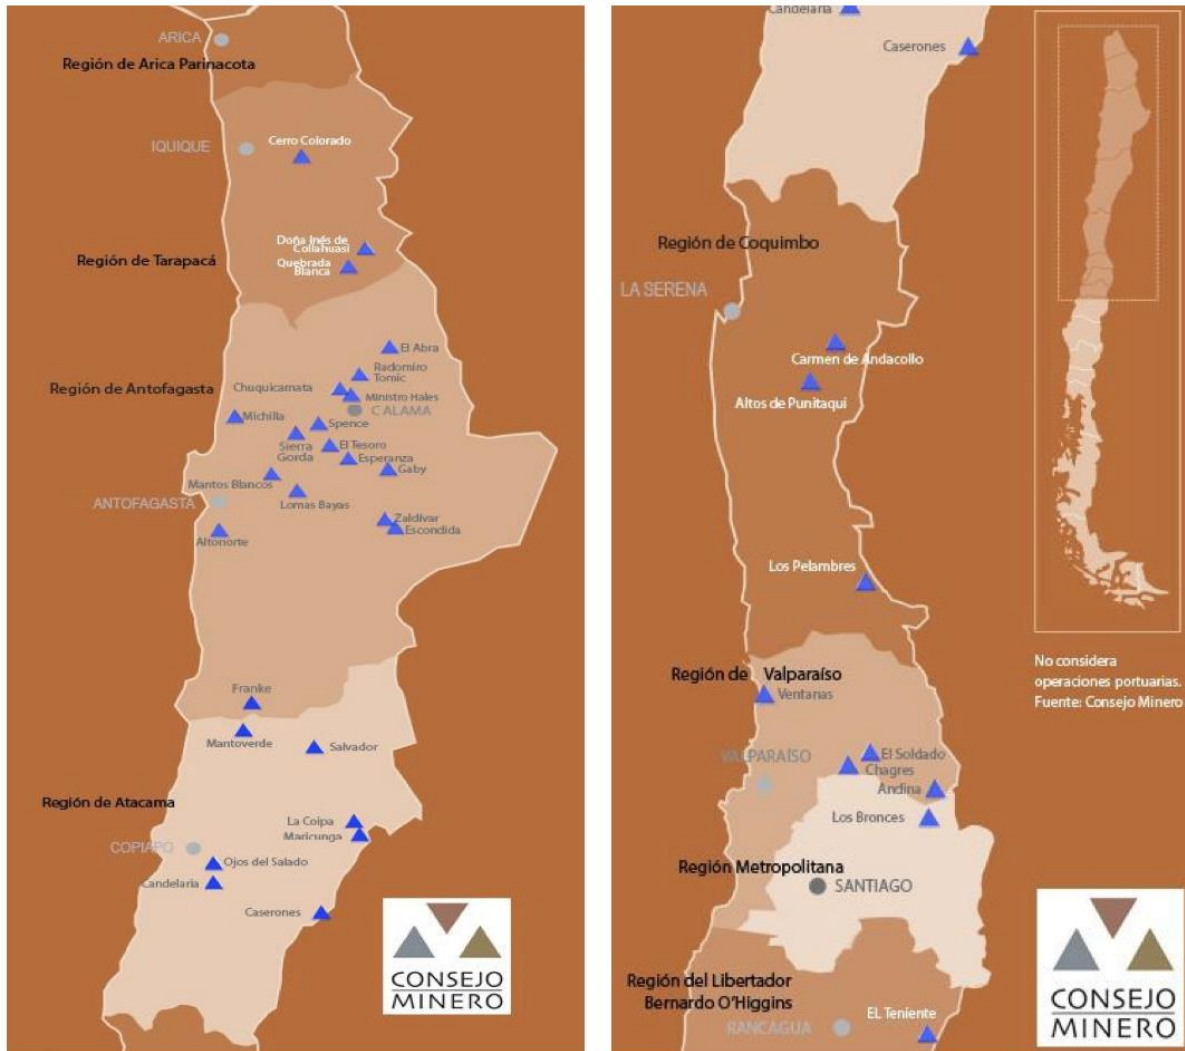 ARICA
Región de Arica Parinacota
IQUIQUE
Cerro Colorado
Doña Inés de
Collahuasi
Región de Tarapacá
Quebrada
Blanca
El Abra
Radomiro
Tomic
Región de Antofagasta
Chuquicamata
Ministro Hales
CALAMA
Michilla
Spence
Sierra
Gorda
El Tesoro
Esperanza
Gaby
Mantos Blancos
ANTOFAGASTA
Lomas Bayas
Zaldívar
Escondida
Altonorte
Franke
Mantoverde
Salvador
Región de Atacama
La Coipa
Maricunga
COPIAPO
Ojos del Salado
Candelaria
Caserones
CONSEJO
MINERO
Candelaria
Caserones
Región de Coquimbo
LA SERENA
Carmen de Andacollo
Altos de Punitaqui
Los Pelambres
Región de Valparaíso
Ventanas
VALPARAÍSO
El Soldado
Chagres
Andina
Los Bronces
Región Metropolitana
SANTIAGO
Región del Libertador
Bernardo O'Higgins
EL Teniente
RANCAGUA
No considera
operaciones portuarias.
Fuente: Consejo Minero
CONSEJO
MINERO